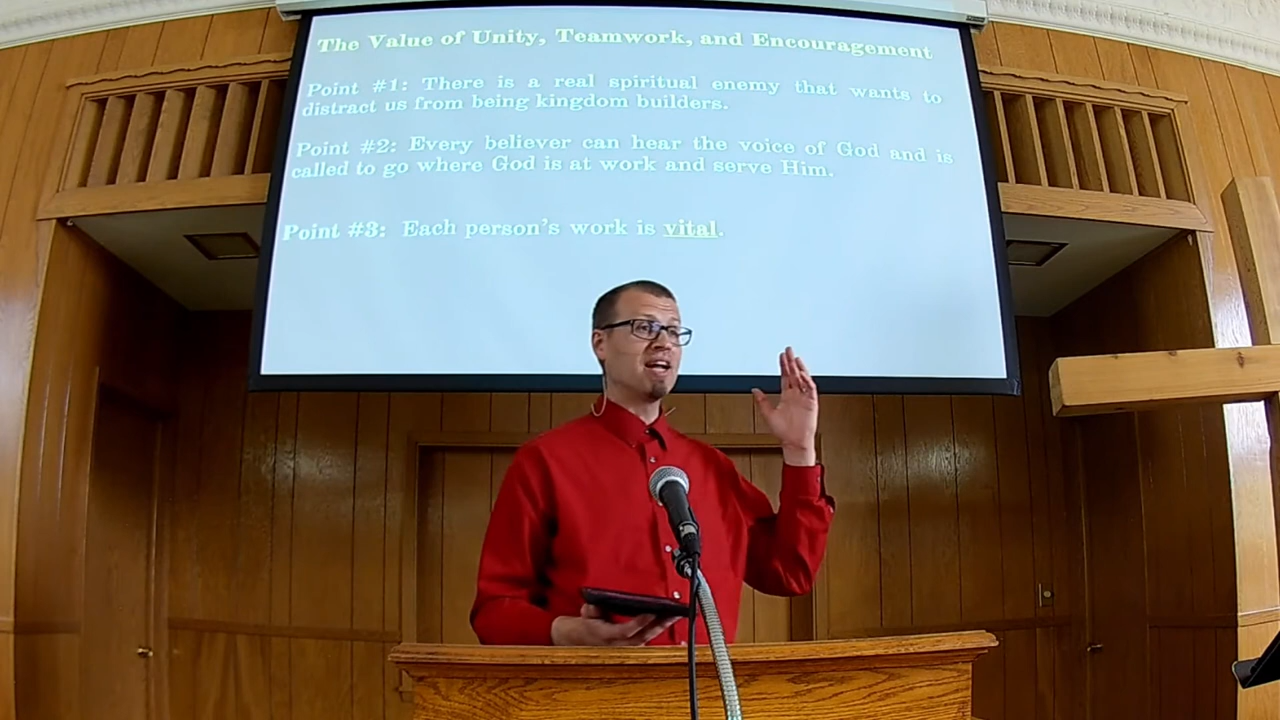 The Value of Unity, Teamwork, and Encouragement
Point #1: There is a real spiritual enemy that wants to
distract us from being kingdom builders.
Point #2: Every believer can hear the voice of God and is
called to go where God is at work and serve Him.
Point #3: Each person's work is vital.